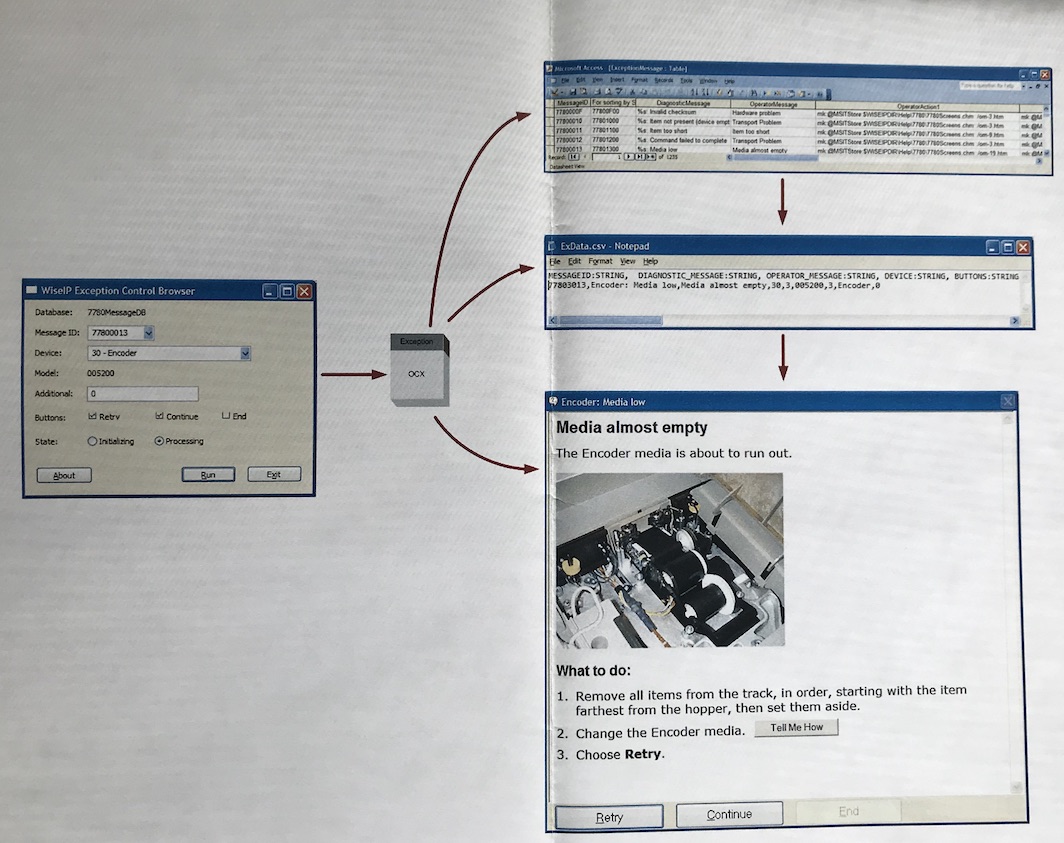 WiseIP Exception Control Browser
Database: 7780MessageDB
Message ID: 77800013
Device: 30 - Encoder
Model: 005200
Additional: 0
Buttons: Retry Continue End
State: Initializing Processing
About Run Exit
Exception
OCX
Microsoft Access - [ExceptionMessage : Table]
File Edit View Insert Format Records Tools Window Help
Type a question for help
MessageID For sorting by S DiagnosticMessage OperatorMessage OperatorAction1
7780000F 77800F00 %s: Invalid checksum Hardware problem mk:@MSITStore:$WISEIPDIR\Help\7780\7780Screens.chm::/om-3.htm mk:@M
77800010 77801000 %s: Item not present (device empt Transport Problem mk:@MSITStore:$WISEIPDIR\Help\7780\7780Screens.chm::/om-3.htm mk:@M
77800011 77801100 %s: Item too short Item too short mk:@MSITStore:$WISEIPDIR\Help\7780\7780Screens.chm::/om-3.htm mk:@M
77800012 77801200 %s: Command failed to complete Transport Problem mk:@MSITStore:$WISEIPDIR\Help\7780\7780Screens.chm::/om-3.htm mk:@M
77800013 77801300 %s: Media low Media almost empty mk:@MSITStore:$WISEIPDIR\Help\7780\7780Screens.chm::/om-19.htm mk:@M
Record: 1 of
Datasheet View
ExData.csv - Notepad
File Edit Format View Help
MESSAGEID:STRING, DIAGNOSTIC_MESSAGE:STRING, OPERATOR_MESSAGE:STRING, DEVICE:STRING, BUTTONS:STRING
77803013,Encoder: Media low,Media almost empty,30,3,005200,3,Encoder,0
Encoder: Media low
Media almost empty
The Encoder media is about to run out.
What to do:
1. Remove all items from the track, in order, starting with the item
farthest from the hopper, then set them aside.
2. Change the Encoder media. Tell Me How
3. Choose Retry.
Retry Continue End